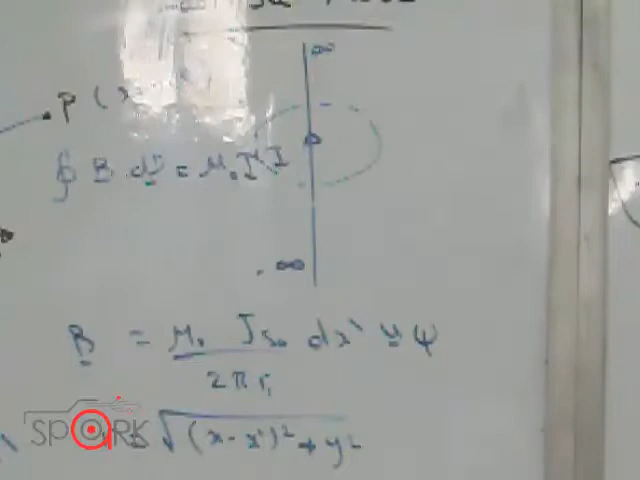 ∞
P (x
∮ B dl' = μ₀ I I
-∞
B = μ₀ Js₀ dx' u ψ
2π r₁
SPARK
√(x - x')² + y²